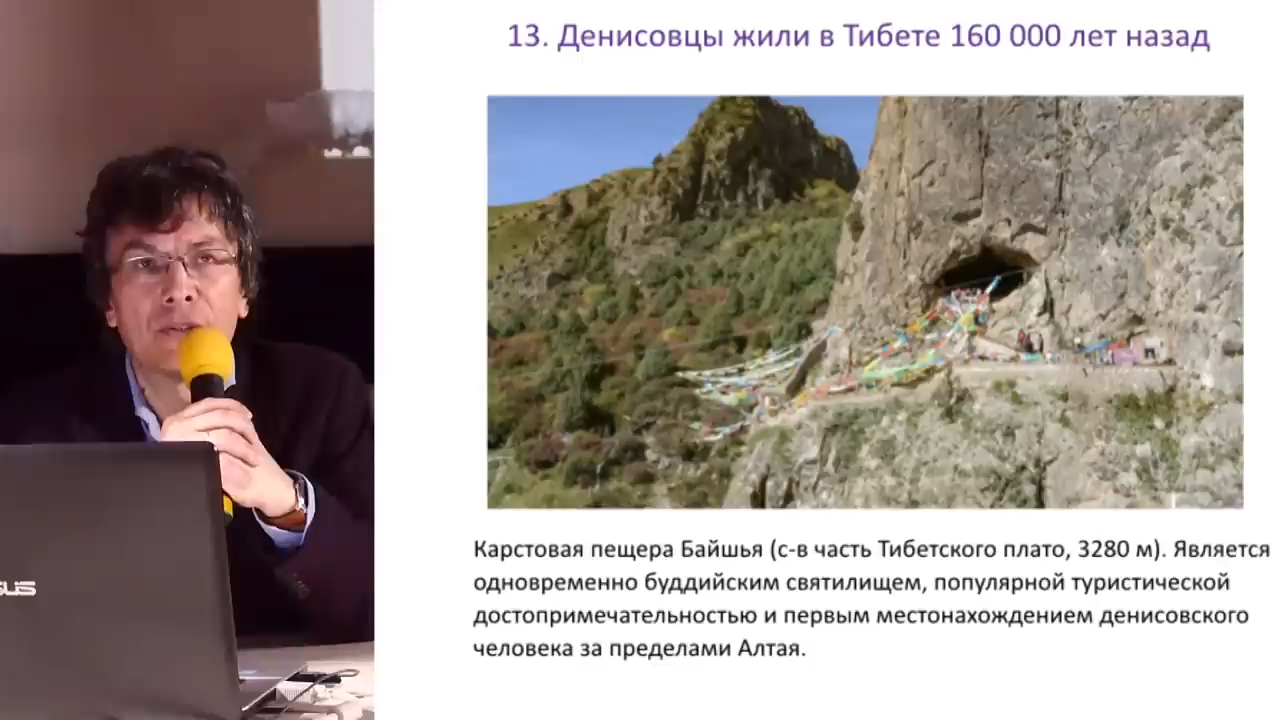 13. Денисовцы жили в Тибете 160 000 лет назад
Карстовая пещера Байшья (с-в часть Тибетского плато, 3280 м). Является
одновременно буддийским святилищем, популярной туристической
достопримечательностью и первым местонахождением денисовского
человека за пределами Алтая.